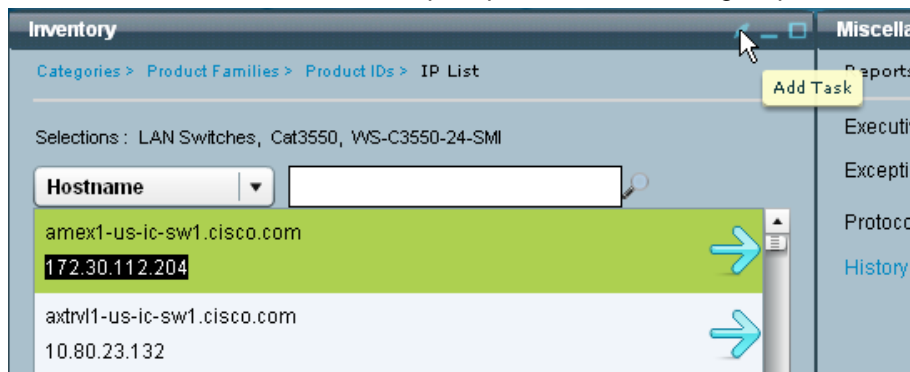 Inventory
Categories > Product Families > Product IDs > IP List
Selections : LAN Switches, Cat3550, WS-C3550-24-SMI
Hostname
amex1-us-ic-sw1.cisco.com
172.30.112.204
axtrvl1-us-ic-sw1.cisco.com
10.80.23.132
Add Task
Miscella
Reports
Executi
Excepti
Protoco
History